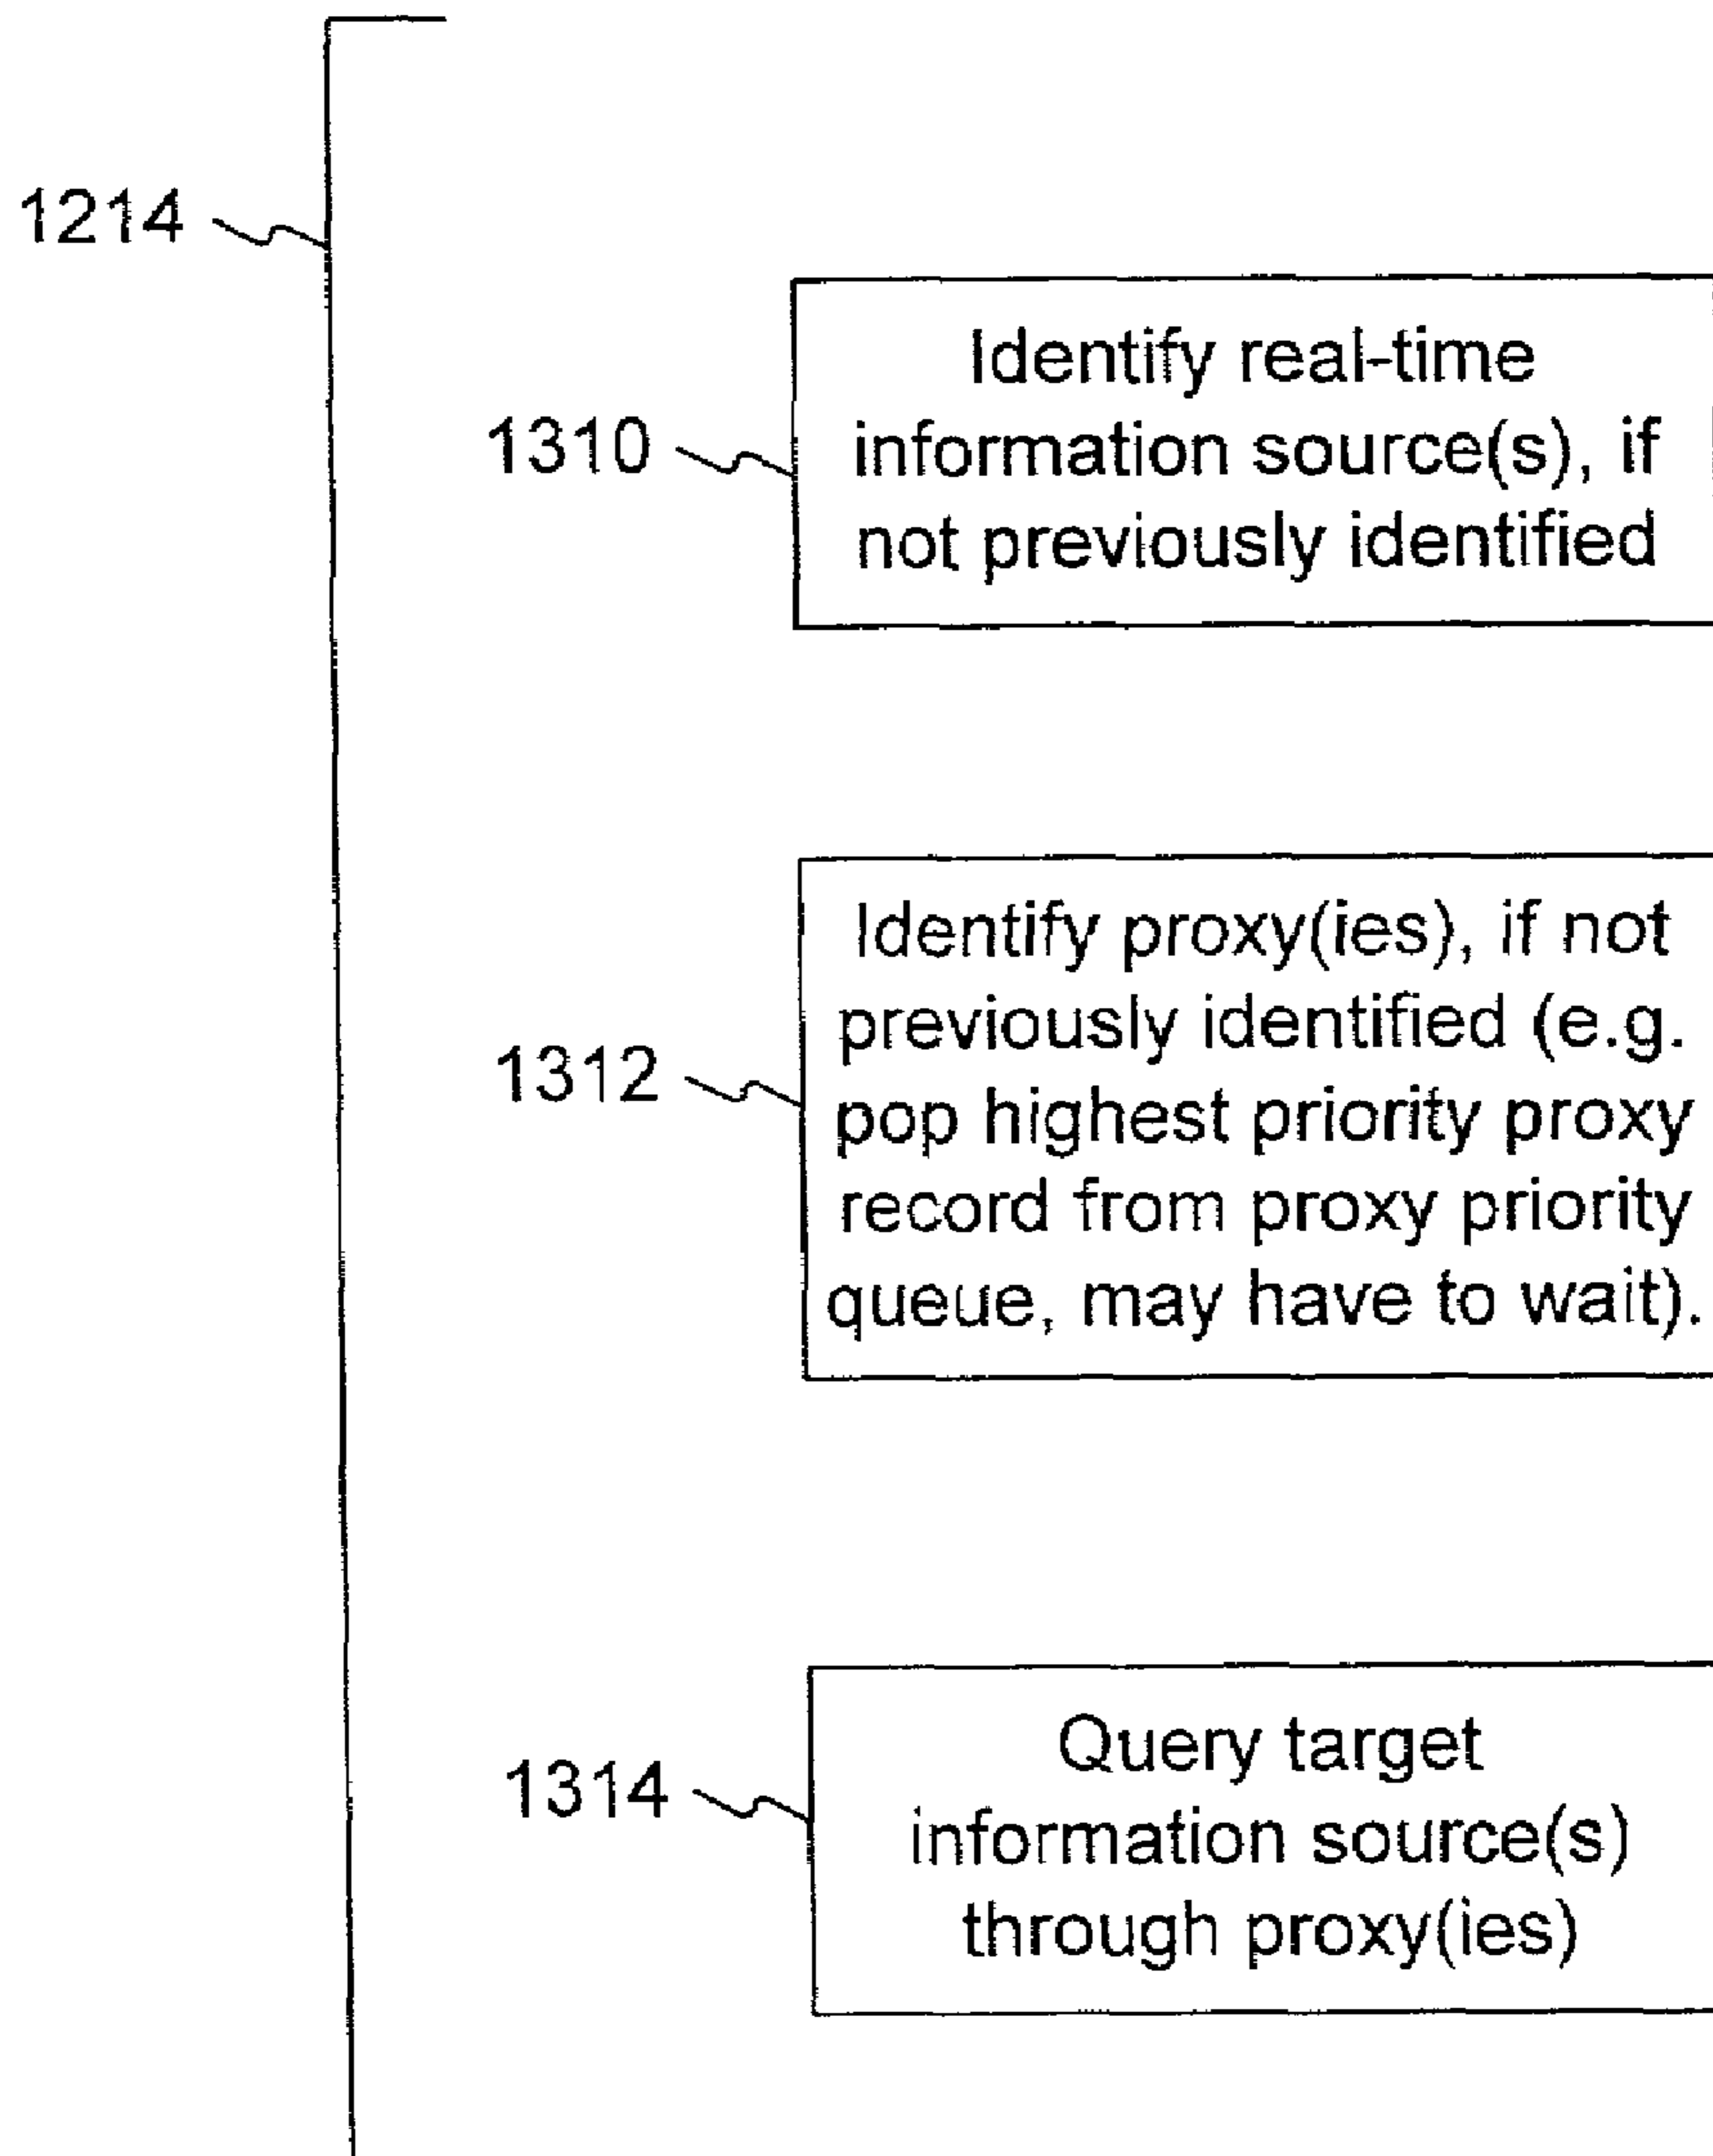 1214
1310
Identify real-time
information source(s), if
not previously identified
1312
Identify proxy(ies), if not
previously identified (e.g.
pop highest priority proxy
record from proxy priority
queue, may have to wait).
1314
Query target
information source(s)
through proxy(ies)